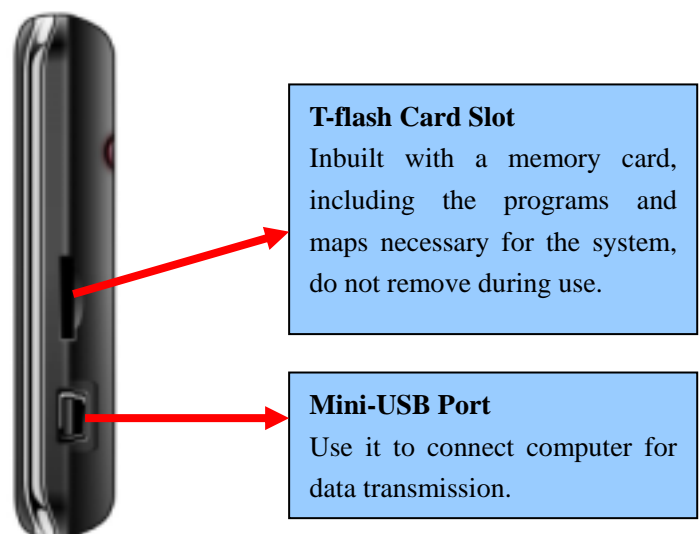 T-flash Card Slot
Inbuilt with a memory card,
including the programs and
maps necessary for the system,
do not remove during use.
Mini-USB Port
Use it to connect computer for
data transmission.